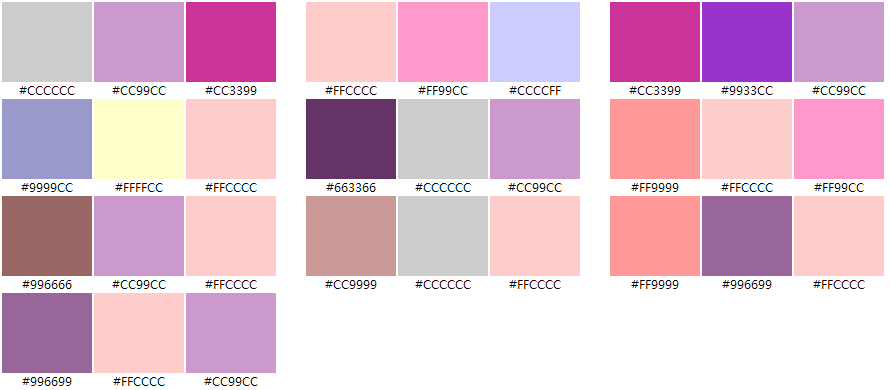 #CCCCCC #CC99CC #CC3399 #FFCCCC #FF99CC #CCCCFF #CC3399 #9933CC #CC99CC
#9999CC #FFFFCC #FFCCCC #663366 #CCCCCC #CC99CC #FF9999 #FFCCCC #FF99CC
#996666 #CC99CC #FFCCCC #CC9999 #CCCCCC #FFCCCC #FF9999 #996699 #FFCCCC
#996699 #FFCCCC #CC99CC